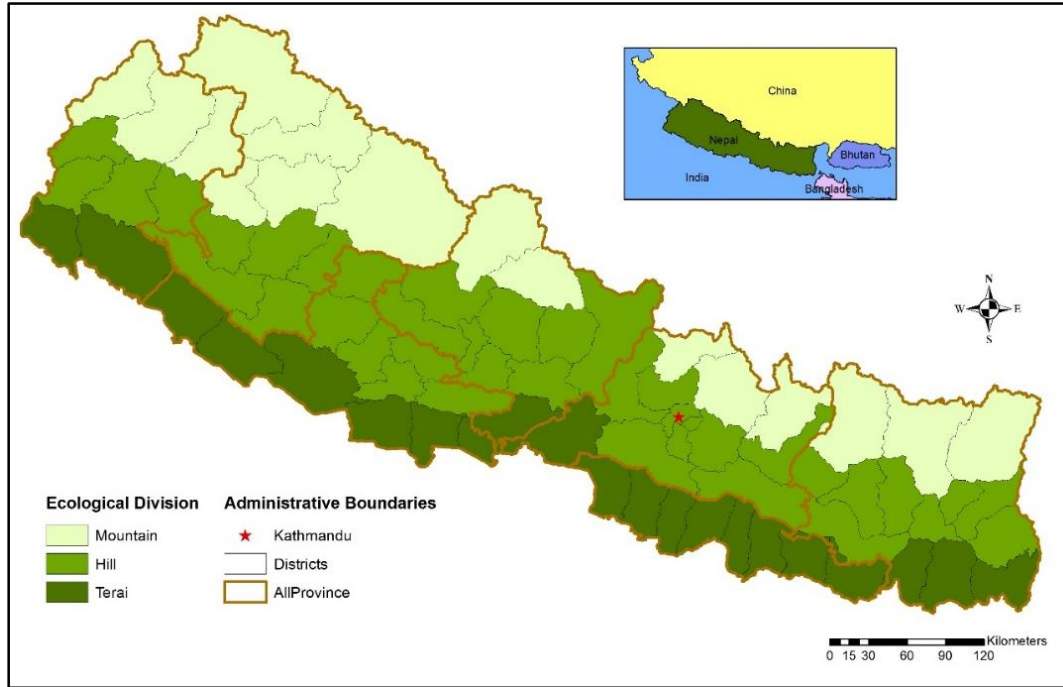 China
Nepal
Bhutan
India
Bangladesh
N
W E
S
Ecological Division
Mountain
Hill
Terai
Administrative Boundaries
Kathmandu
Districts
AllProvince
Kilometers
0 15 30 60 90 120